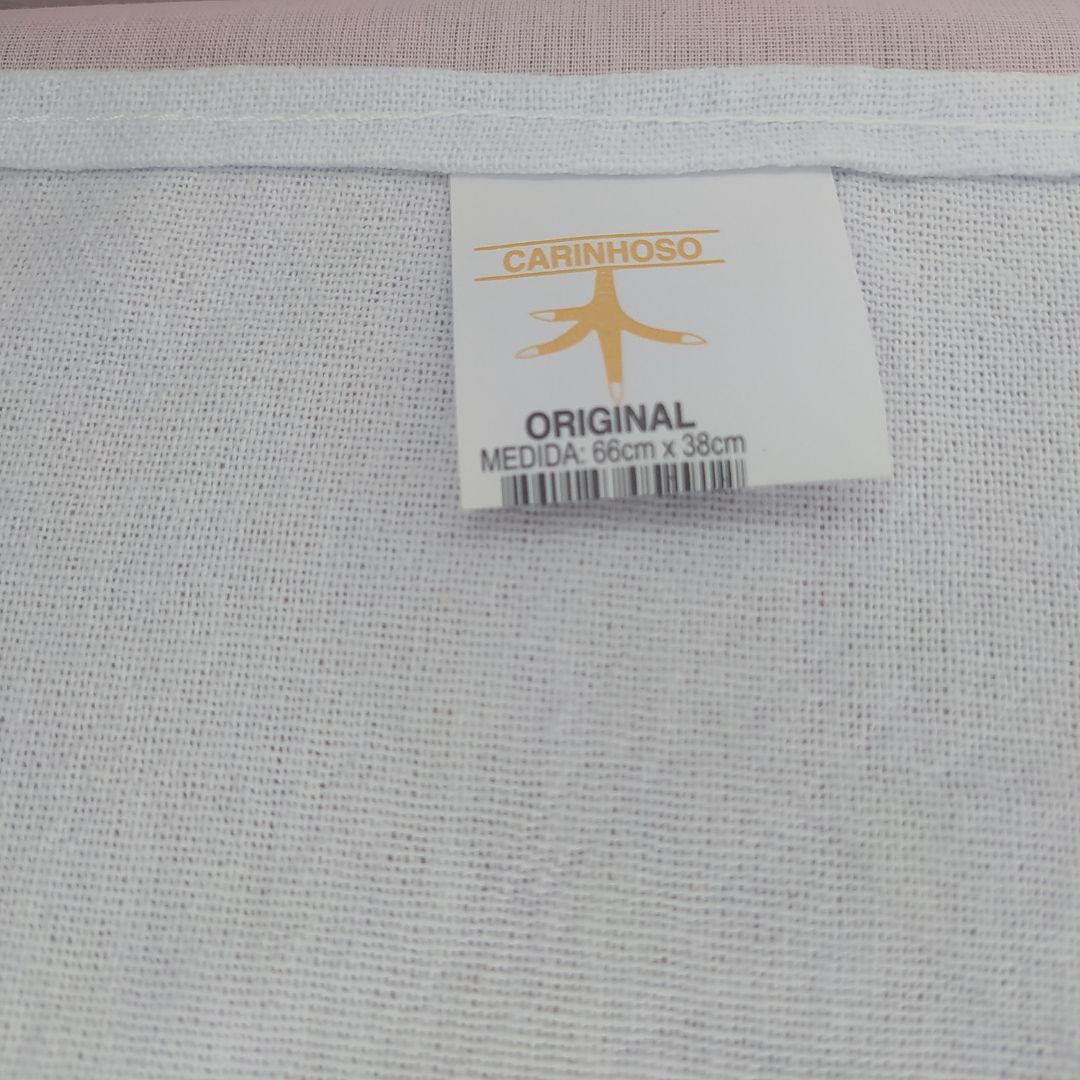 CARINHOSO
ORIGINAL
MEDIDA: 66cm x 38cm